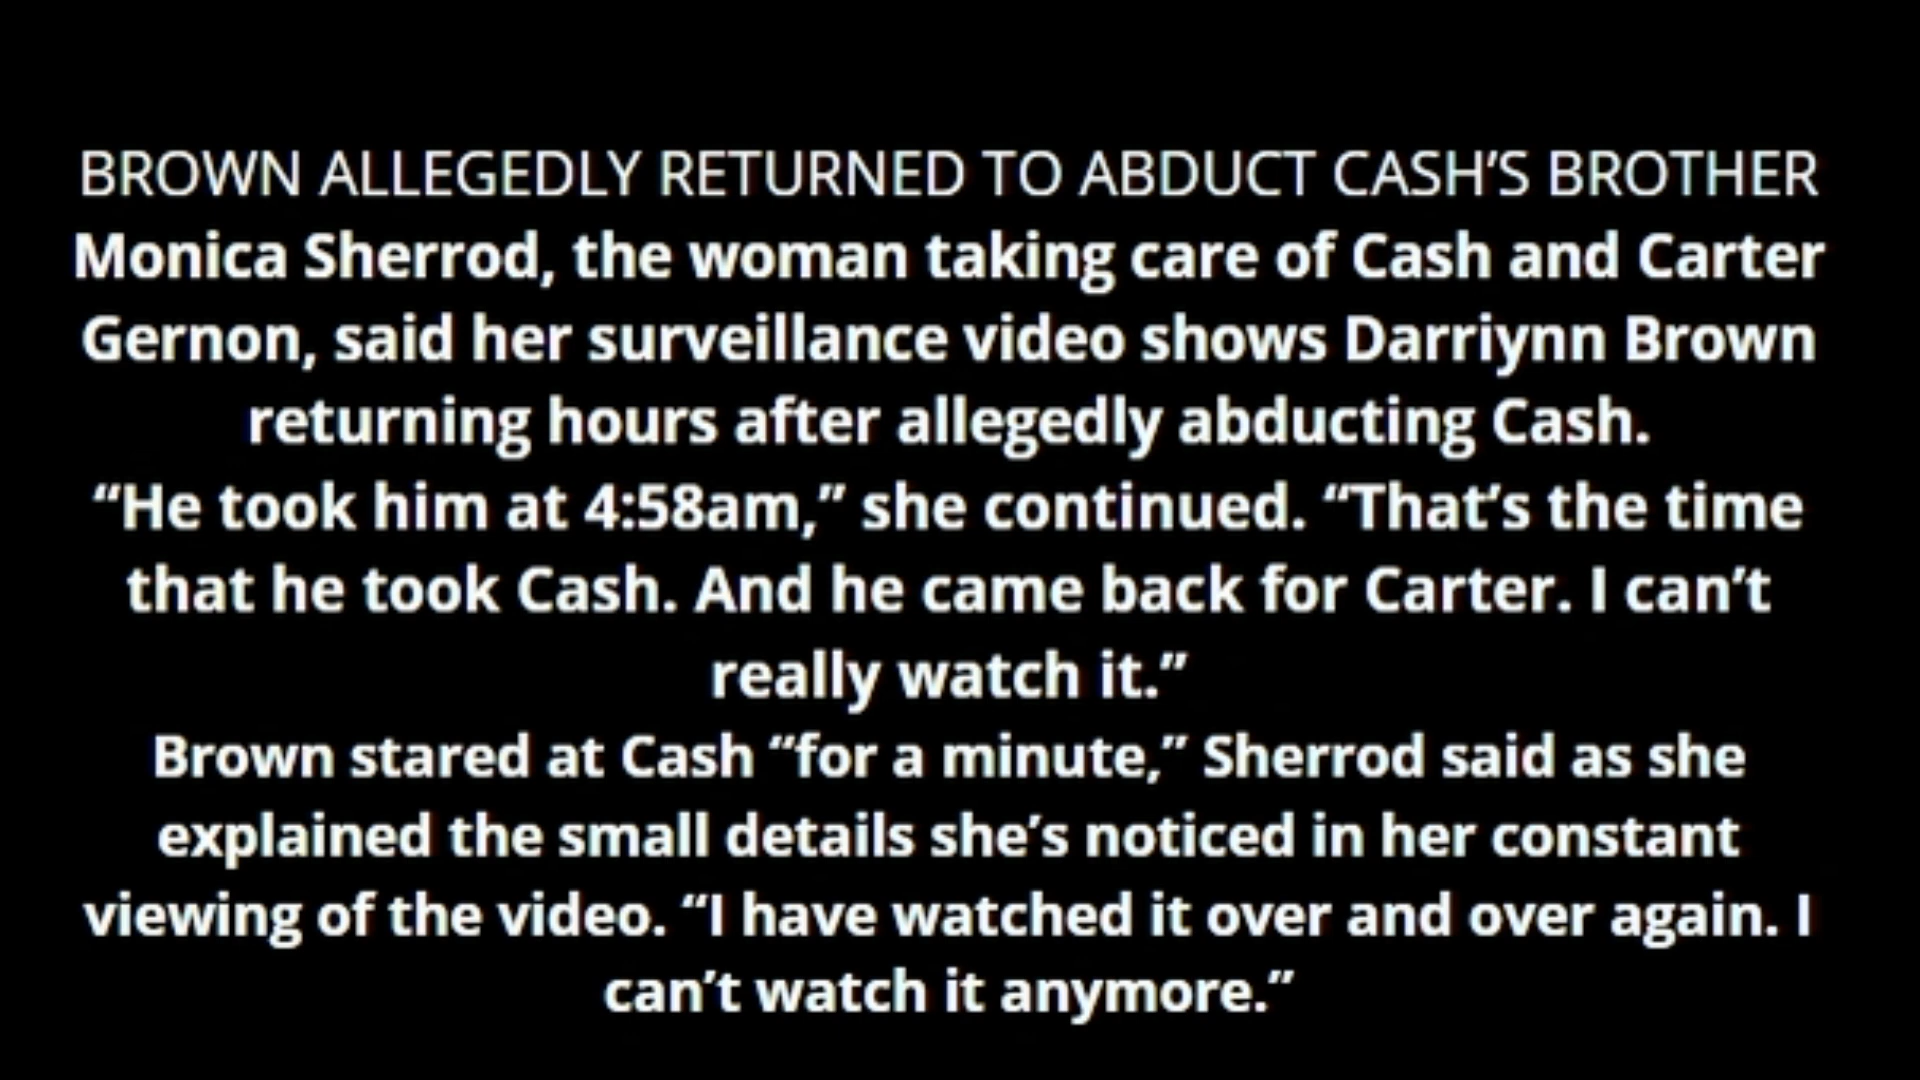 BROWN ALLEGEDLY RETURNED TO ABDUCT CASH’S BROTHER
Monica Sherrod, the woman taking care of Cash and Carter
Gernon, said her surveillance video shows Darriynn Brown
returning hours after allegedly abducting Cash.
“He took him at 4:58am,” she continued. “That’s the time
that he took Cash. And he came back for Carter. I can’t
really watch it.”
Brown stared at Cash “for a minute,” Sherrod said as she
explained the small details she’s noticed in her constant
viewing of the video. “I have watched it over and over again. I
can’t watch it anymore.”